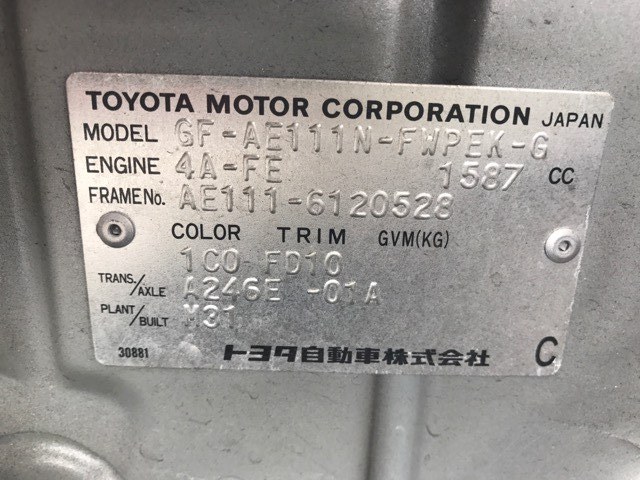 TOYOTA MOTOR CORPORATION JAPAN
MODEL GF-AE111N-FWPEK-G
ENGINE 4A-FE 1587 CC
FRAME No. AE111-6120528
COLOR TRIM GVM(KG)
1C0 FD10
TRANS./AXLE A246E -01A
PLANT/BUILT M31
30881 トヨタ自動車株式会社 C